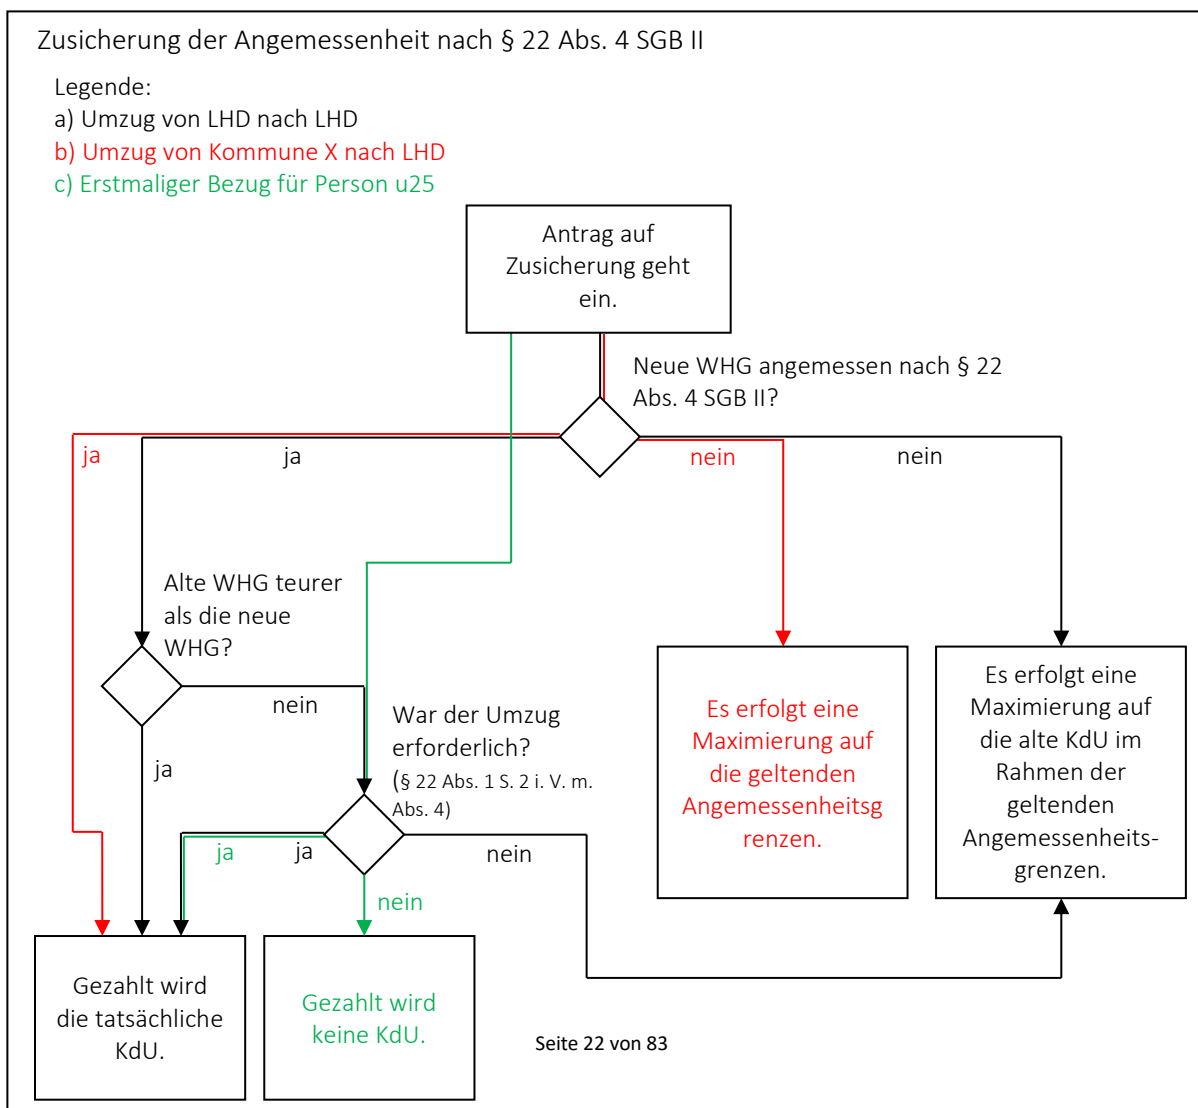 Zusicherung der Angemessenheit nach § 22 Abs. 4 SGB II
Legende:
a) Umzug von LHD nach LHD
b) Umzug von Kommune X nach LHD
c) Erstmaliger Bezug für Person u25
Antrag auf
Zusicherung geht
ein.
Neue WHG angemessen nach § 22
Abs. 4 SGB II?
ja
ja
nein
nein
Alte WHG teurer
als die neue
WHG?
nein
ja
War der Umzug
erforderlich?
(§ 22 Abs. 1 S. 2 i. V. m.
Abs. 4)
ja
ja
nein
nein
Es erfolgt eine
Maximierung auf
die geltenden
Angemessenheitsg
renzen.
Es erfolgt eine
Maximierung auf
die alte KdU im
Rahmen der
geltenden
Angemessenheits-
grenzen.
Gezahlt wird
die tatsächliche
KdU.
Gezahlt wird
keine KdU.
Seite 22 von 83